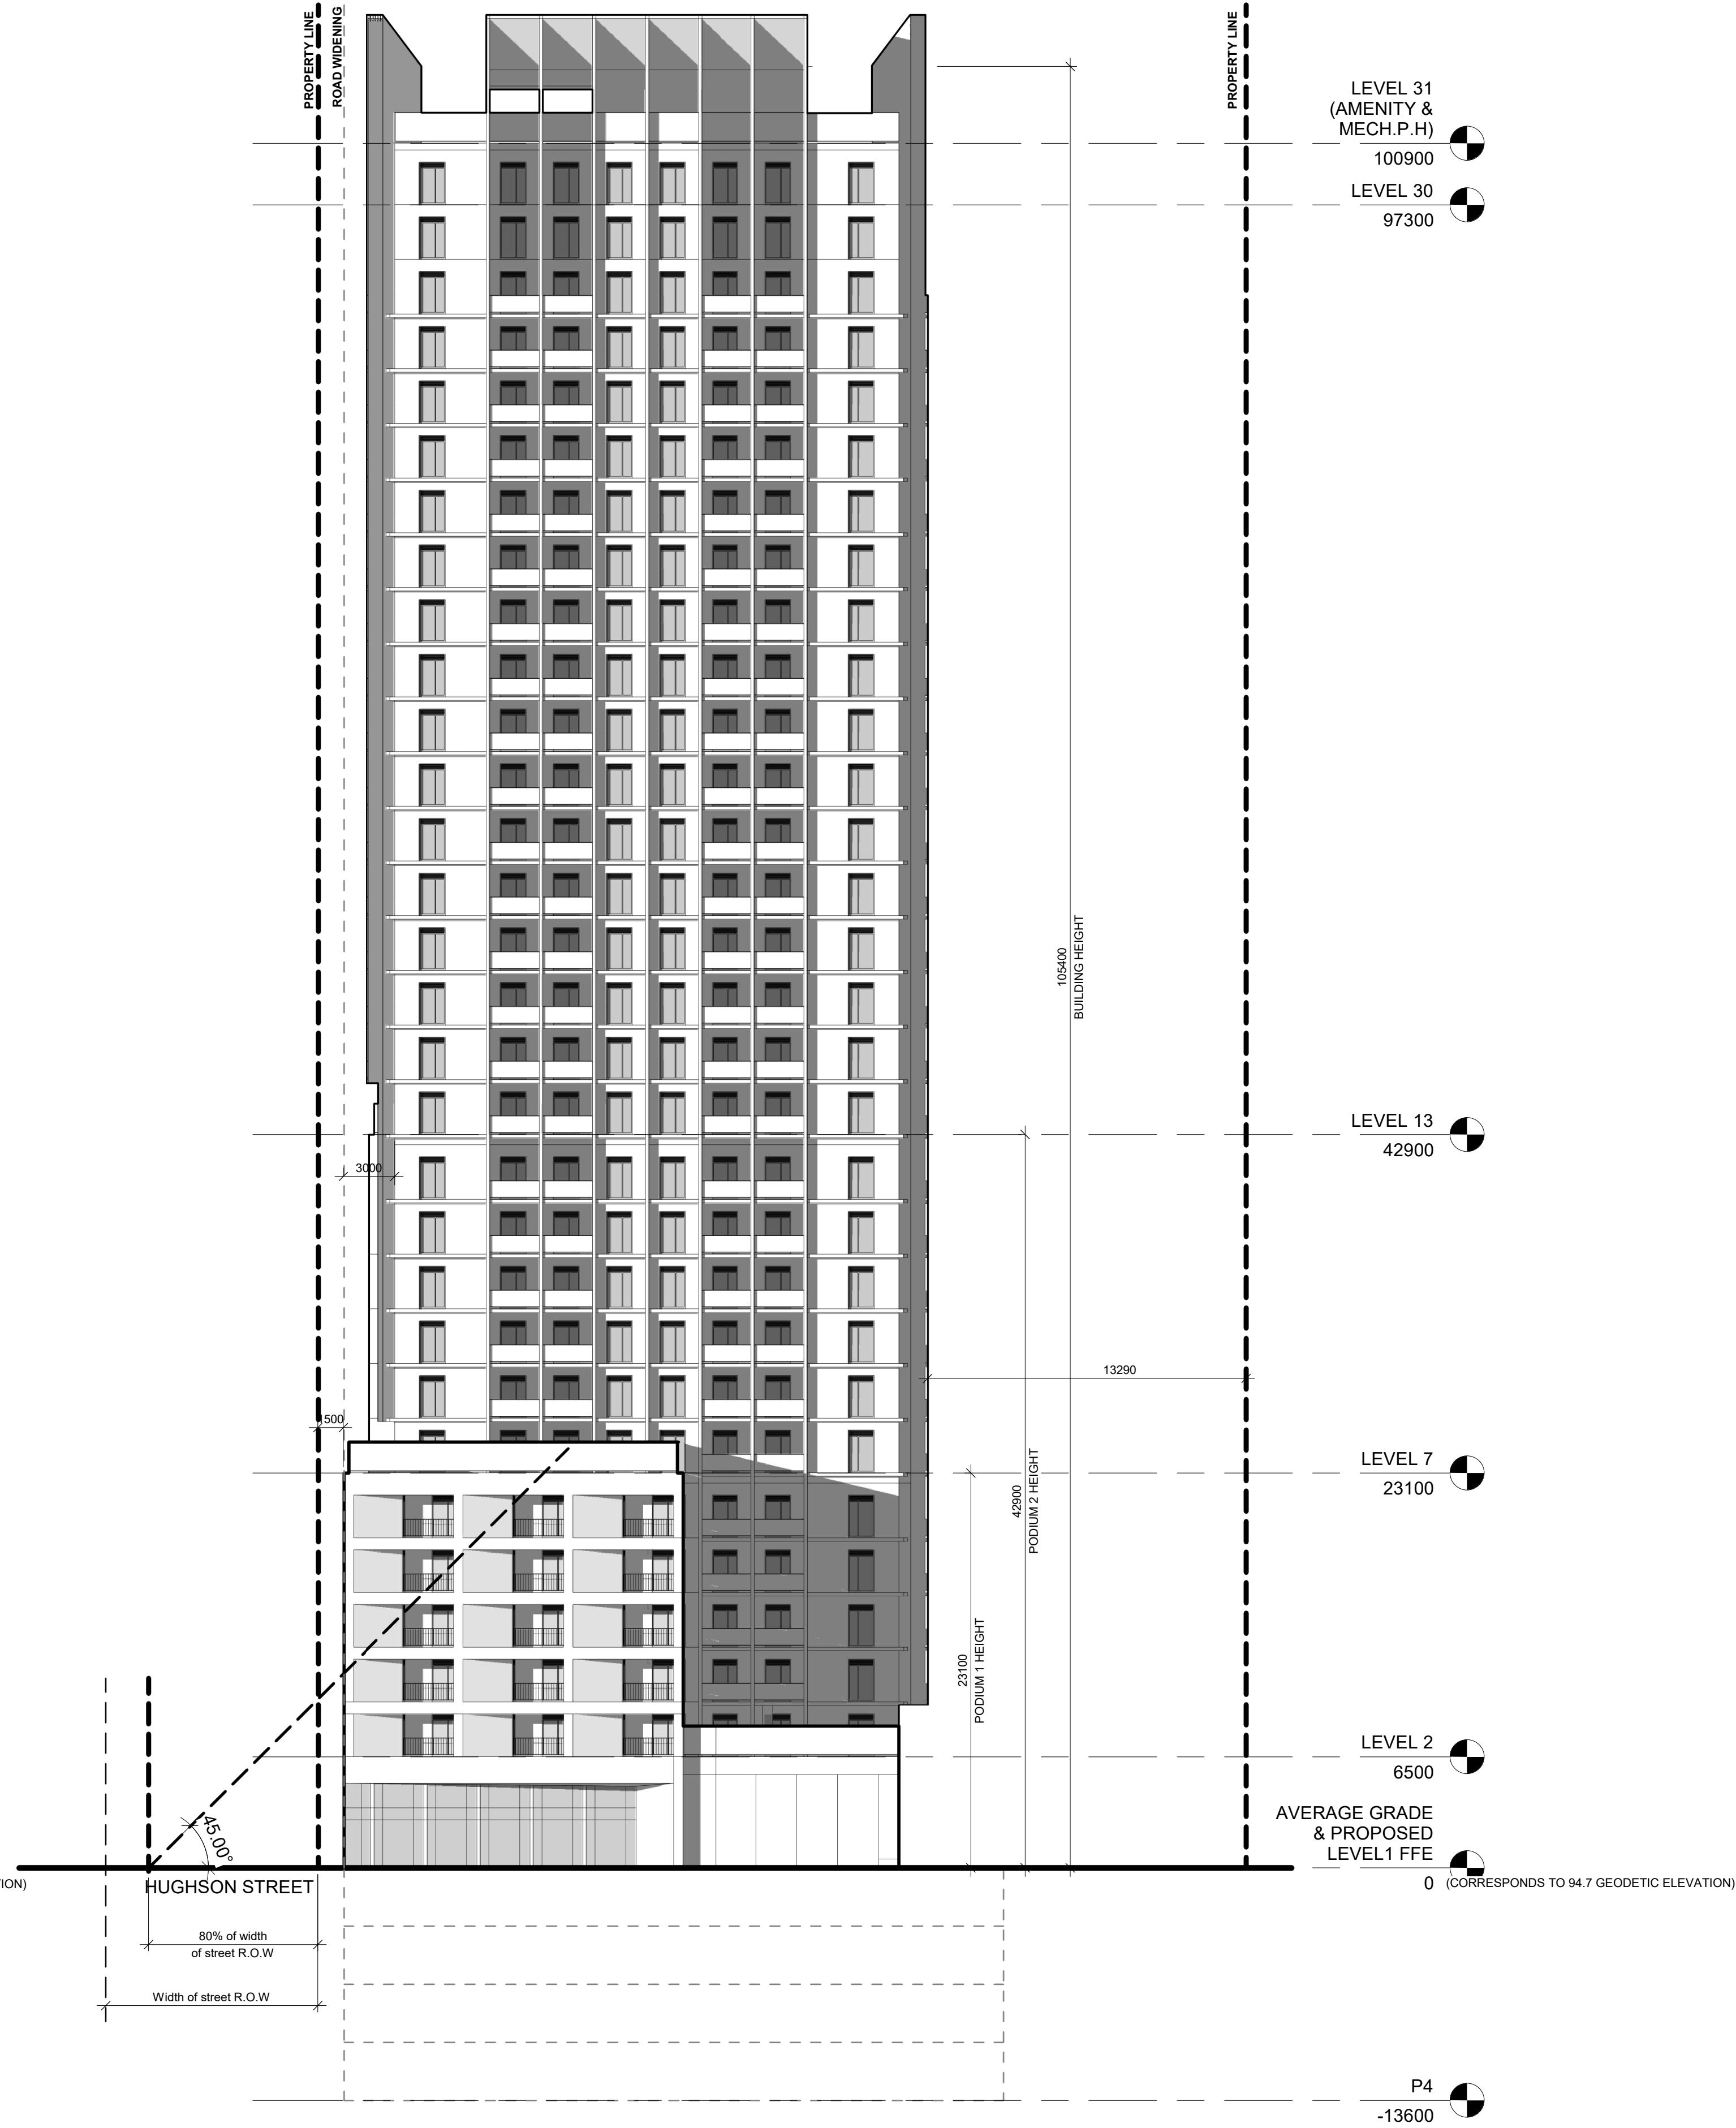 PROPERTY LINE
ROAD WIDENING
PROPERTY LINE
LEVEL 31
(AMENITY &
MECH.P.H)
100900
LEVEL 30
97300
105400
BUILDING HEIGHT
LEVEL 13
42900
3000
13290
1500
LEVEL 7
23100
42900
PODIUM 2 HEIGHT
23100
PODIUM 1 HEIGHT
LEVEL 2
6500
AVERAGE GRADE
& PROPOSED
LEVEL1 FFE
0 (CORRESPONDS TO 94.7 GEODETIC ELEVATION)
45.00°
ION)
HUGHSON STREET
80% of width
of street R.O.W
Width of street R.O.W
P4
-13600